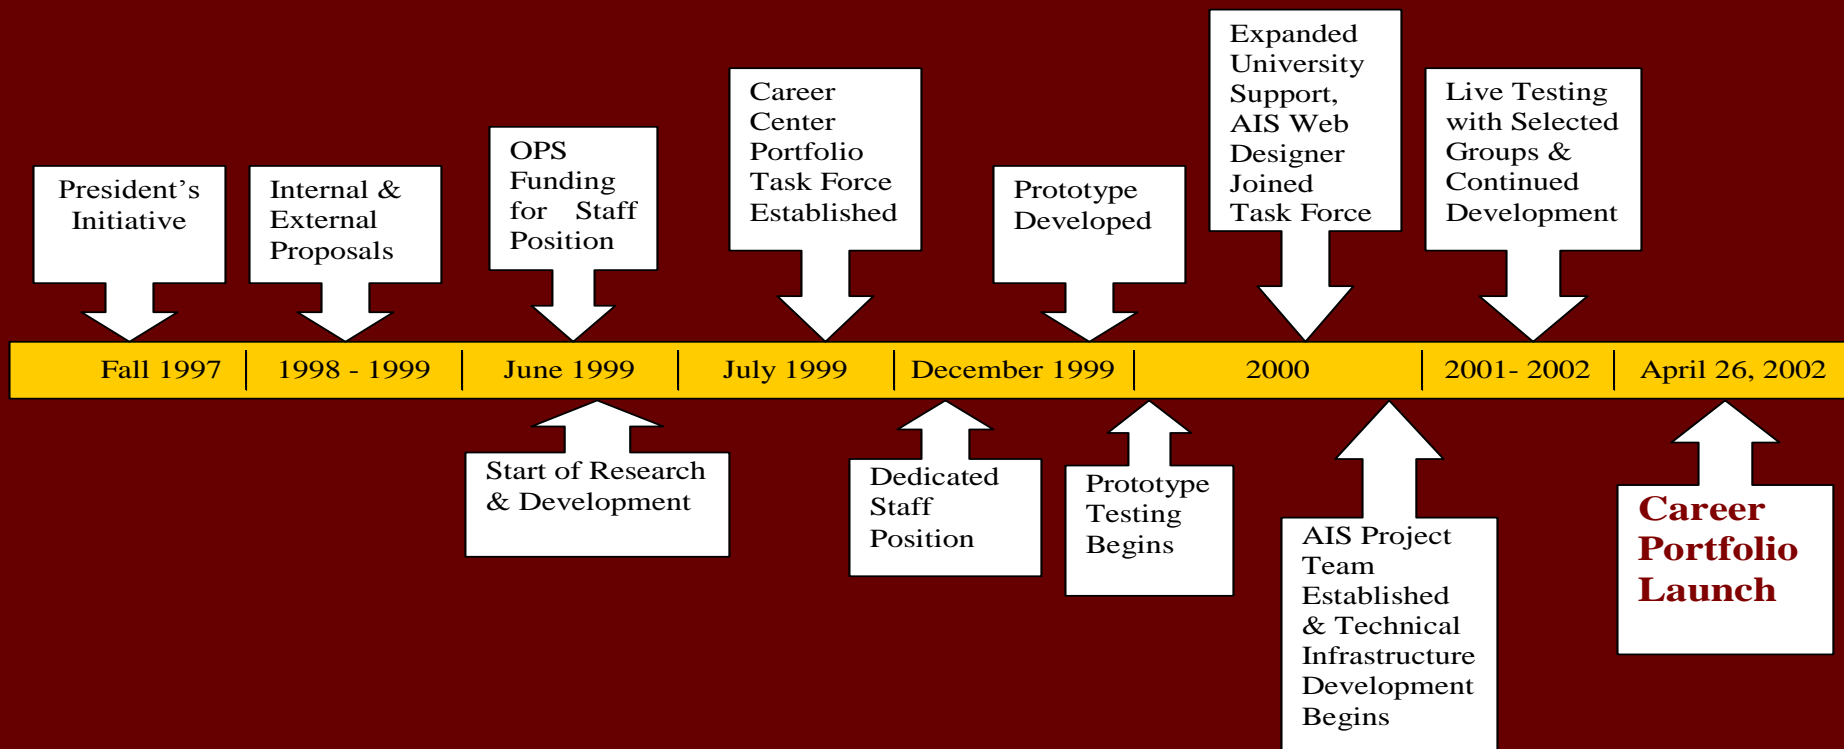 President's
Initiative
Internal &
External
Proposals
OPS
Funding
for Staff
Position
Career
Center
Portfolio
Task Force
Established
Prototype
Developed
Expanded
University
Support,
AIS Web
Designer
Joined
Task Force
Live Testing
with Selected
Groups &
Continued
Development
Fall 1997
1998 - 1999
June 1999
July 1999
December 1999
2000
2001- 2002
April 26, 2002
Start of Research
& Development
Dedicated
Staff
Position
Prototype
Testing
Begins
AIS Project
Team
Established
& Technical
Infrastructure
Development
Begins
Career
Portfolio
Launch